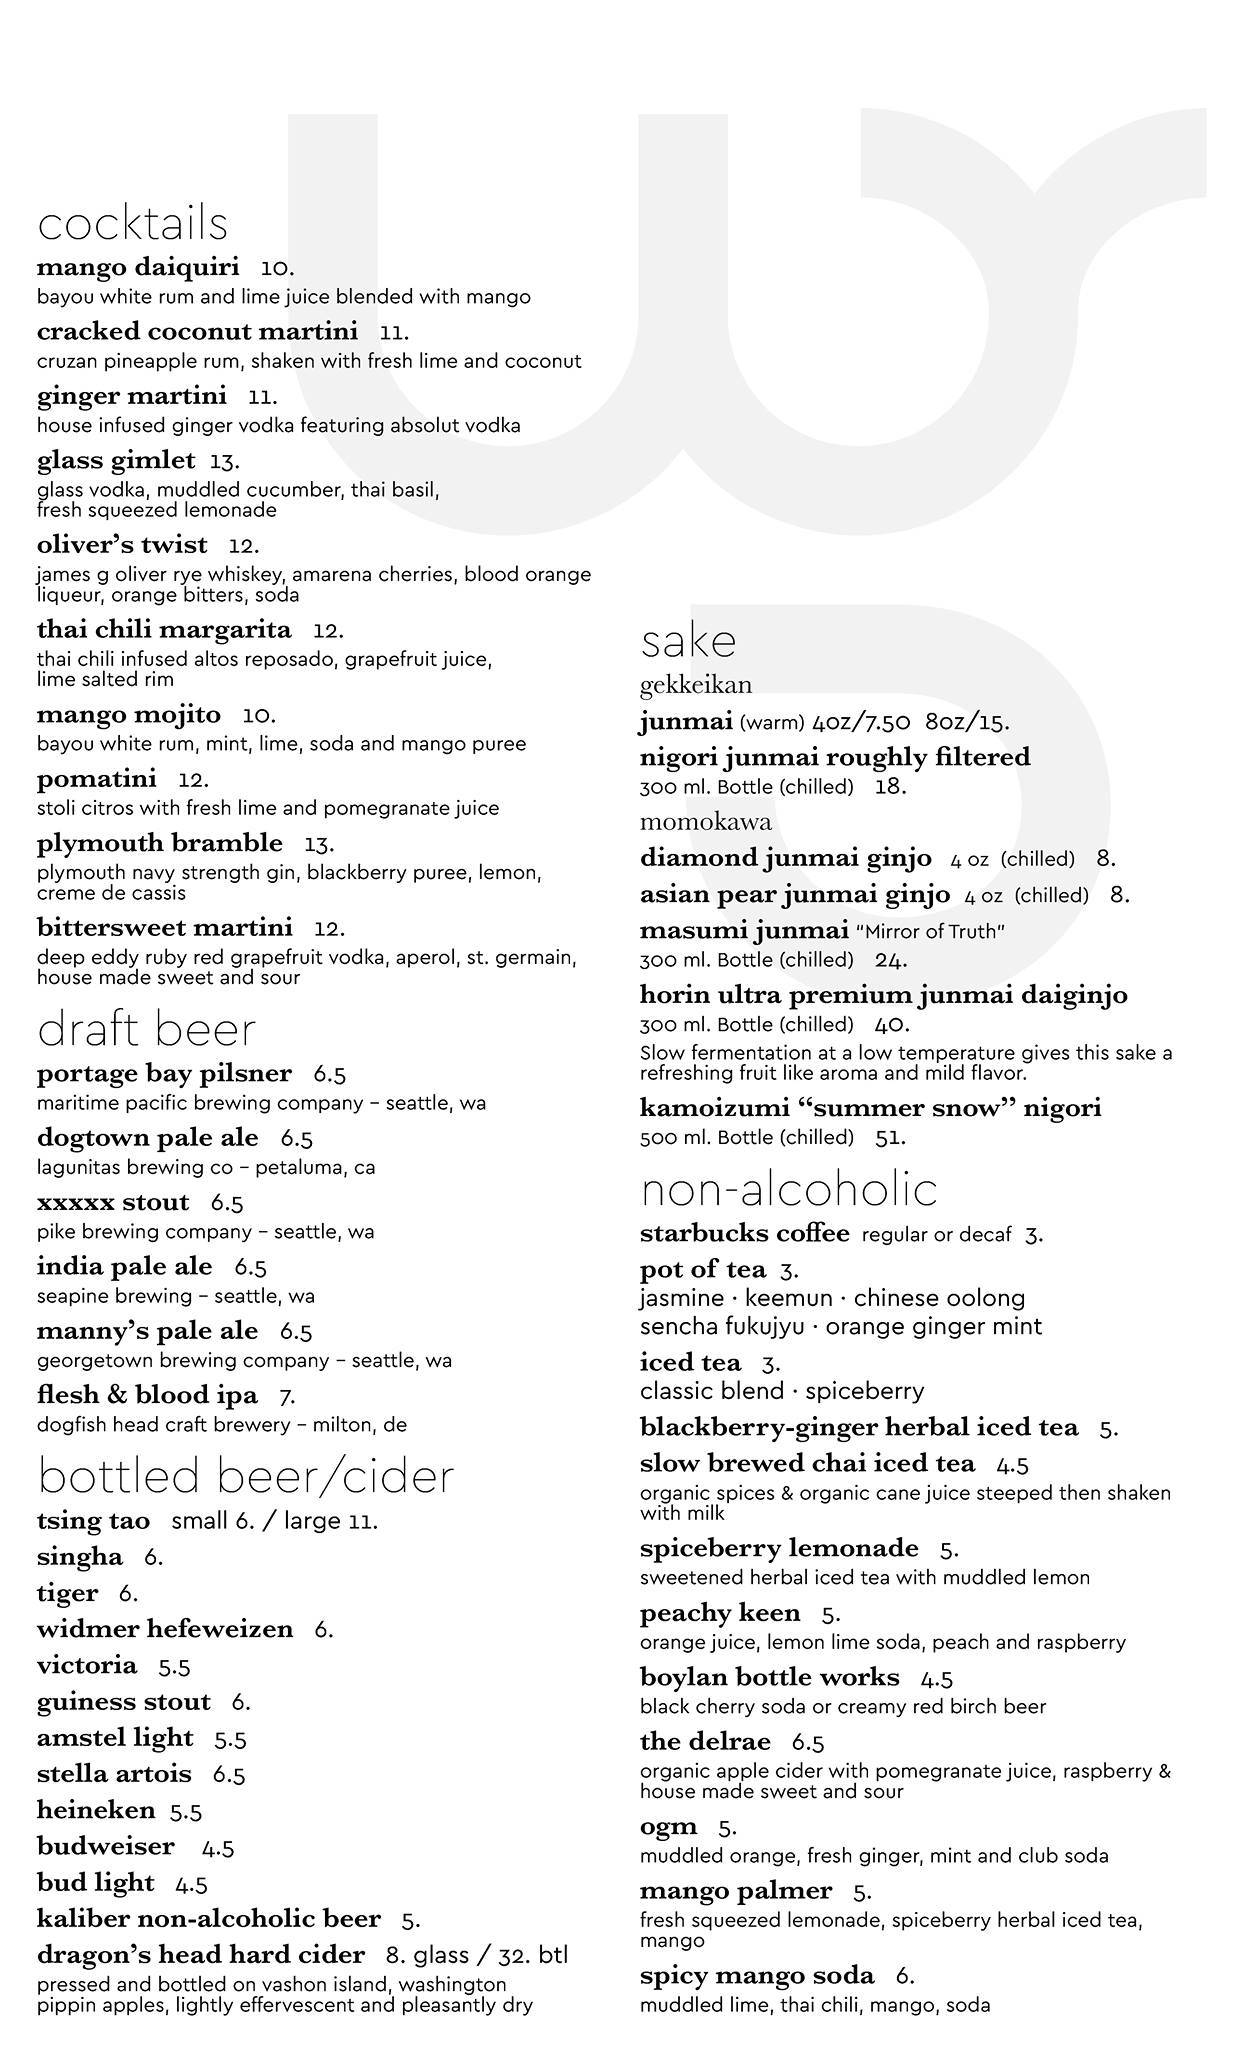 cocktails
mango daiquiri 10.
bayou white rum and lime juice blended with mango
cracked coconut martini 11.
cruzan pineapple rum, shaken with fresh lime and coconut
ginger martini 11.
house infused ginger vodka featuring absolut vodka
glass gimlet 13.
glass vodka, muddled cucumber, thai basil,
fresh squeezed lemonade
oliver's twist 12.
james g oliver rye whiskey, amarena cherries, blood orange
liqueur, orange bitters, soda
thai chili margarita 12.
thai chili infused altos reposado, grapefruit juice,
lime salted rim
mango mojito 10.
bayou white rum, mint, lime, soda and mango puree
pomatini 12.
stoli citros with fresh lime and pomegranate juice
plymouth bramble 13.
plymouth navy strength gin, blackberry puree, lemon,
creme de cassis
bittersweet martini 12.
deep eddy ruby red grapefruit vodka, aperol, st. germain,
house made sweet and sour
draft beer
portage bay pilsner 6.5
maritime pacific brewing company – seattle, wa
dogtown pale ale 6.5
lagunitas brewing co – petaluma, ca
xxxxx stout 6.5
pike brewing company – seattle, wa
india pale ale 6.5
seapine brewing – seattle, wa
manny's pale ale 6.5
georgetown brewing company – seattle, wa
flesh & blood ipa 7.
dogfish head craft brewery – milton, de
bottled beer/cider
tsing tao small 6. / large 11.
singha 6.
tiger 6.
widmer hefeweizen 6.
victoria 5.5
guiness stout 6.
amstel light 5.5
stella artois 6.5
heineken 5.5
budweiser 4.5
bud light 4.5
kaliber non-alcoholic beer 5.
dragon's head hard cider 8. glass / 32. btl
pressed and bottled on vashon island, washington
pippin apples, lightly effervescent and pleasantly dry
sake
gekkeikan
junmai (warm) 4oz/7.50 8oz/15.
nigori junmai roughly filtered
300 ml. Bottle (chilled) 18.
momokawa
diamond junmai ginjo 4 oz (chilled) 8.
asian pear junmai ginjo 4 oz (chilled) 8.
masumi junmai "Mirror of Truth"
300 ml. Bottle (chilled) 24.
horin ultra premium junmai daiginjo
300 ml. Bottle (chilled) 40.
Slow fermentation at a low temperature gives this sake a
refreshing fruit like aroma and mild flavor.
kamoizumi "summer snow" nigori
500 ml. Bottle (chilled) 51.
non-alcoholic
starbucks coffee regular or decaf 3.
pot of tea 3.
jasmine · keemun · chinese oolong
sencha fukujyu · orange ginger mint
iced tea 3.
classic blend · spiceberry
blackberry-ginger herbal iced tea 5.
slow brewed chai iced tea 4.5
organic spices & organic cane juice steeped then shaken
with milk
spiceberry lemonade 5.
sweetened herbal iced tea with muddled lemon
peachy keen 5.
orange juice, lemon lime soda, peach and raspberry
boylan bottle works 4.5
black cherry soda or creamy red birch beer
the delrae 6.5
organic apple cider with pomegranate juice, raspberry &
house made sweet and sour
ogm 5.
muddled orange, fresh ginger, mint and club soda
mango palmer 5.
fresh squeezed lemonade, spiceberry herbal iced tea,
mango
spicy mango soda 6.
muddled lime, thai chili, mango, soda